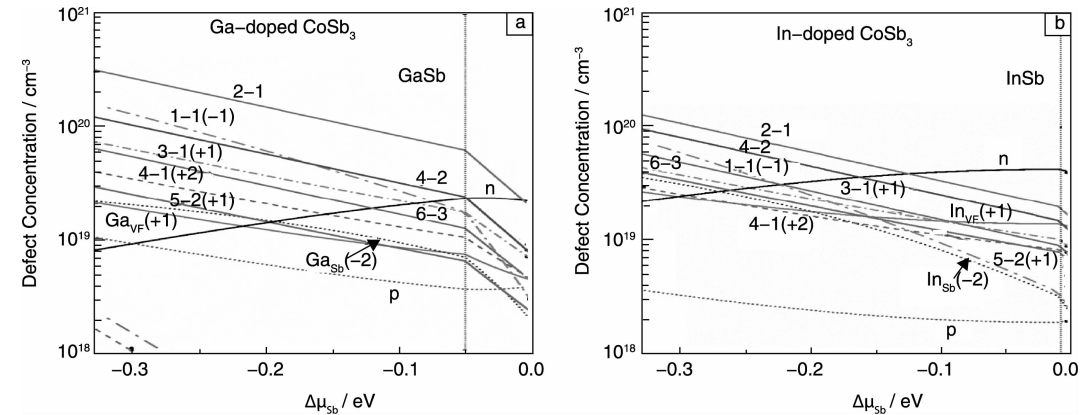 Ga–doped CoSb3
a
GaSb
2–1
1–1(–1)
3–1(+1)
4–1(+2)
5–2(+1)
GaVF(+1)
4–2
n
6–3
GaSb(–2)
p
Defect Concentration / cm–3
10^21
10^20
10^19
10^18
–0.3
–0.2
–0.1
0.0
ΔμSb / eV
In–doped CoSb3
b
InSb
2–1
4–2
n
6–3
1–1(–1)
3–1(+1)
InVF(+1)
4–1(+2)
5–2(+1)
InSb(–2)
p
Defect Concentration / cm–3
10^21
10^20
10^19
10^18
–0.3
–0.2
–0.1
0.0
ΔμSb / eV